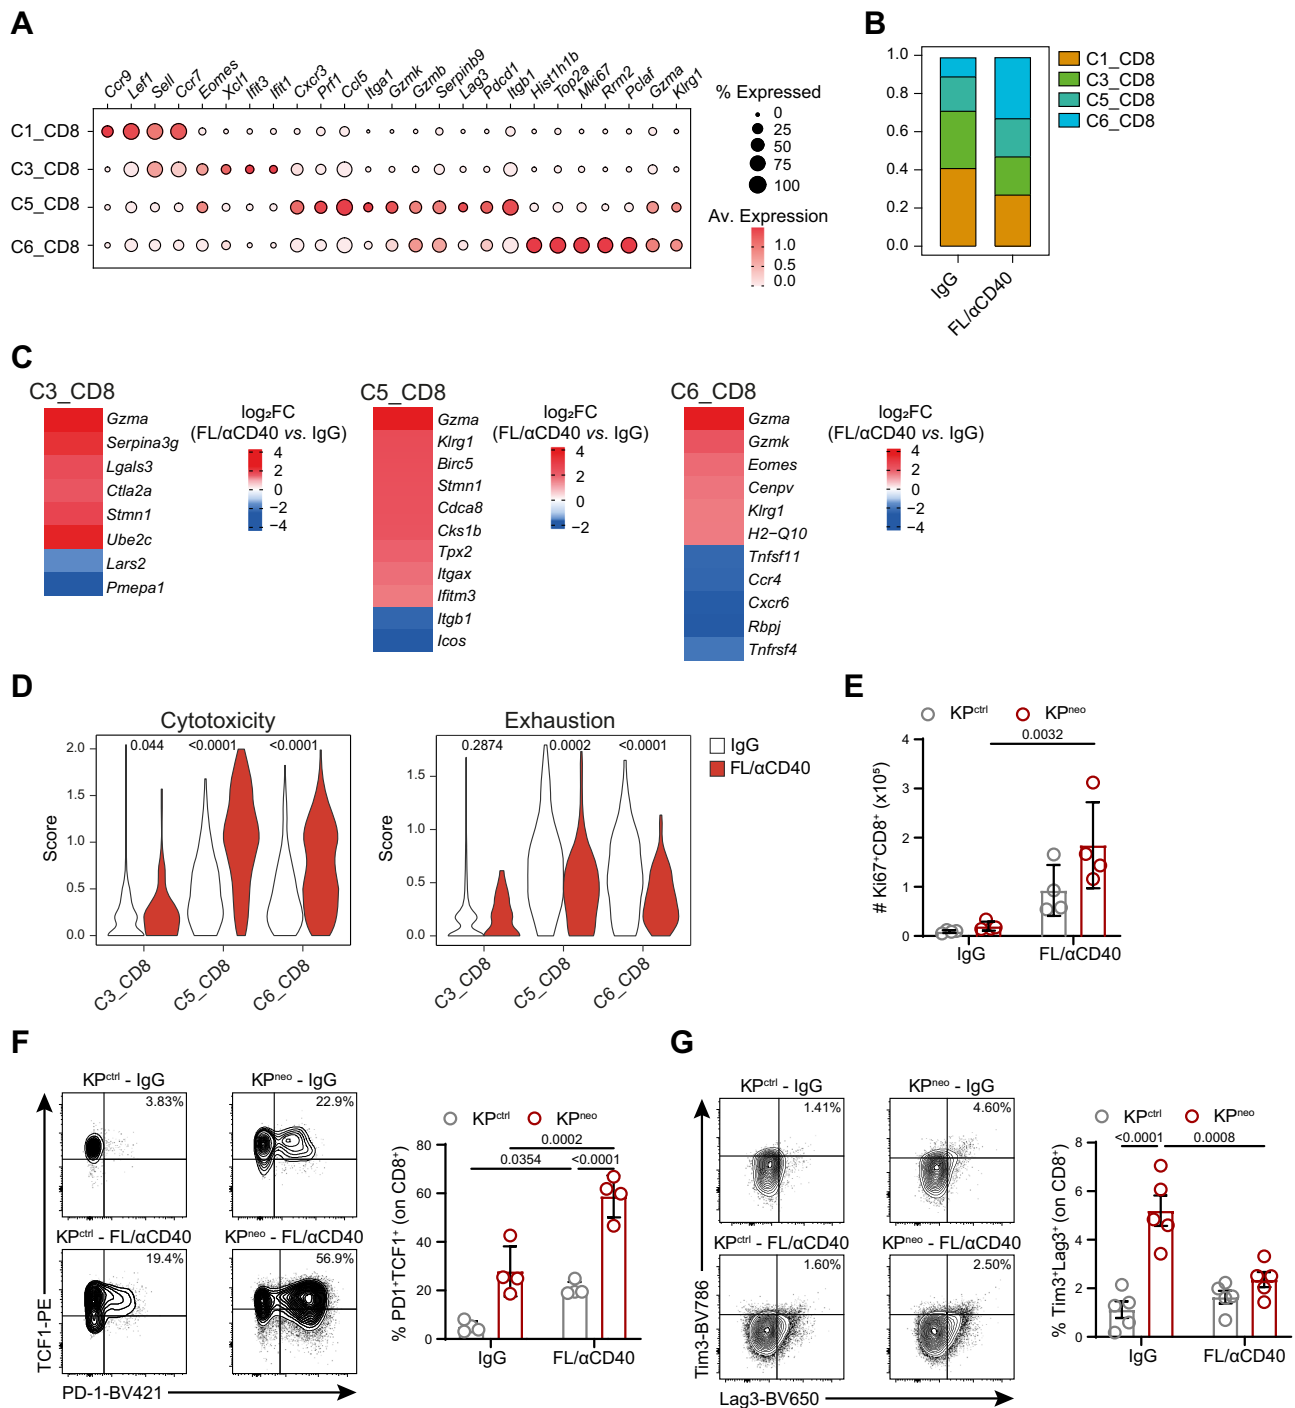 A
Ccr9 Lef1 Sell Ccr7 Eomes Xcl1 Ifit3 Ifit1 Cxcr3 Prf1 Ccl5 Itga1 Gzmk Gzmb Serpinb9 Lag3 Pdcd1 Itgb1 Hist1h1b Top2a Mki67 Rrm2 Pclaf Gzma Klrg1
C1_CD8
C3_CD8
C5_CD8
C6_CD8
% Expressed
0
25
50
75
100
Av. Expression
1.0
0.5
0.0
B
1.0
0.8
0.6
0.4
0.2
0.0
IgG
FL/αCD40
C1_CD8
C3_CD8
C5_CD8
C6_CD8
C
C3_CD8
Gzma
Serpina3g
Lgals3
Ctla2a
Stmn1
Ube2c
Lars2
Pmepa1
log₂FC
(FL/αCD40 vs. IgG)
4
2
0
−2
−4
C5_CD8
Gzma
Klrg1
Birc5
Stmn1
Cdca8
Cks1b
Tpx2
Itgax
Ifitm3
Itgb1
Icos
log₂FC
(FL/αCD40 vs. IgG)
4
2
0
−2
C6_CD8
Gzma
Gzmk
Eomes
Cenpv
Klrg1
H2−Q10
Tnfsf11
Ccr4
Cxcr6
Rbpj
Tnfrsf4
log₂FC
(FL/αCD40 vs. IgG)
4
2
0
−2
−4
D
Cytotoxicity
0.044 <0.0001 <0.0001
Score
2.0
1.5
1.0
0.5
0.0
C3_CD8
C5_CD8
C6_CD8
Exhaustion
0.2874 0.0002 <0.0001
Score
1.5
1.0
0.5
0.0
C3_CD8
C5_CD8
C6_CD8
IgG
FL/αCD40
E
KPᶜᵗʳˡ KPⁿᵉᵒ
0.0032
# Ki67⁺CD8⁺ (x10⁵)
4
3
2
1
0
IgG FL/αCD40
F
KPᶜᵗʳˡ - IgG
3.83%
KPⁿᵉᵒ - IgG
22.9%
KPᶜᵗʳˡ - FL/αCD40
19.4%
KPⁿᵉᵒ - FL/αCD40
56.9%
TCF1-PE
PD-1-BV421
KPᶜᵗʳˡ KPⁿᵉᵒ
0.0002
0.0354 <0.0001
% PD1⁺TCF1⁺ (on CD8⁺)
80
60
40
20
0
IgG FL/αCD40
G
KPᶜᵗʳˡ - IgG
1.41%
KPⁿᵉᵒ - IgG
4.60%
KPᶜᵗʳˡ - FL/αCD40
1.60%
KPⁿᵉᵒ - FL/αCD40
2.50%
Tim3-BV786
Lag3-BV650
KPᶜᵗʳˡ KPⁿᵉᵒ
<0.0001 0.0008
% Tim3⁺Lag3⁺ (on CD8⁺)
8
6
4
2
0
IgG FL/αCD40